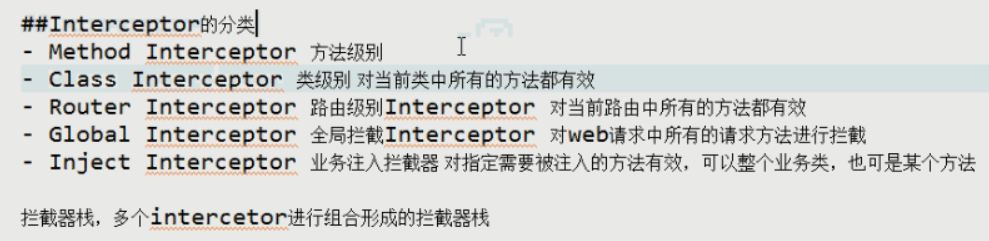 ##Interceptor的分类
- Method Interceptor 方法级别
- Class Interceptor 类级别 对当前类中所有的方法都有效
- Router Interceptor 路由级别Interceptor 对当前路由中所有的方法都有效
- Global Interceptor 全局拦截Interceptor 对web请求中所有的请求方法进行拦截
- Inject Interceptor 业务注入拦截器 对指定需要被注入的方法有效，可以整个业务类，也可是某个方法
拦截器栈，多个intercetor进行组合形成的拦截器栈